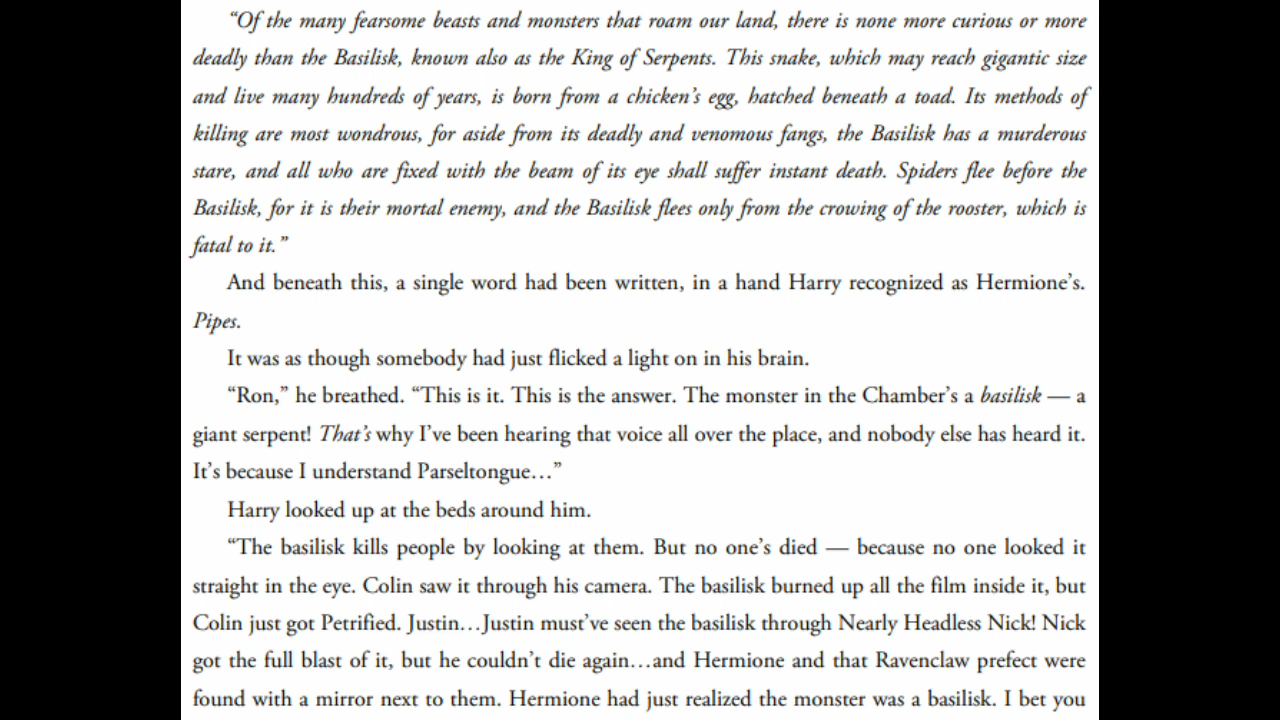 “Of the many fearsome beasts and monsters that roam our land, there is none more curious or more
deadly than the Basilisk, known also as the King of Serpents. This snake, which may reach gigantic size
and live many hundreds of years, is born from a chicken’s egg, hatched beneath a toad. Its methods of
killing are most wondrous, for aside from its deadly and venomous fangs, the Basilisk has a murderous
stare, and all who are fixed with the beam of its eye shall suffer instant death. Spiders flee before the
Basilisk, for it is their mortal enemy, and the Basilisk flees only from the crowing of the rooster, which is
fatal to it.”
And beneath this, a single word had been written, in a hand Harry recognized as Hermione’s.
Pipes.
It was as though somebody had just flicked a light on in his brain.
“Ron,” he breathed. “This is it. This is the answer. The monster in the Chamber’s a basilisk — a
giant serpent! That’s why I’ve been hearing that voice all over the place, and nobody else has heard it.
It’s because I understand Parseltongue…”
Harry looked up at the beds around him.
“The basilisk kills people by looking at them. But no one’s died — because no one looked it
straight in the eye. Colin saw it through his camera. The basilisk burned up all the film inside it, but
Colin just got Petrified. Justin…Justin must’ve seen the basilisk through Nearly Headless Nick! Nick
got the full blast of it, but he couldn’t die again…and Hermione and that Ravenclaw prefect were
found with a mirror next to them. Hermione had just realized the monster was a basilisk. I bet you